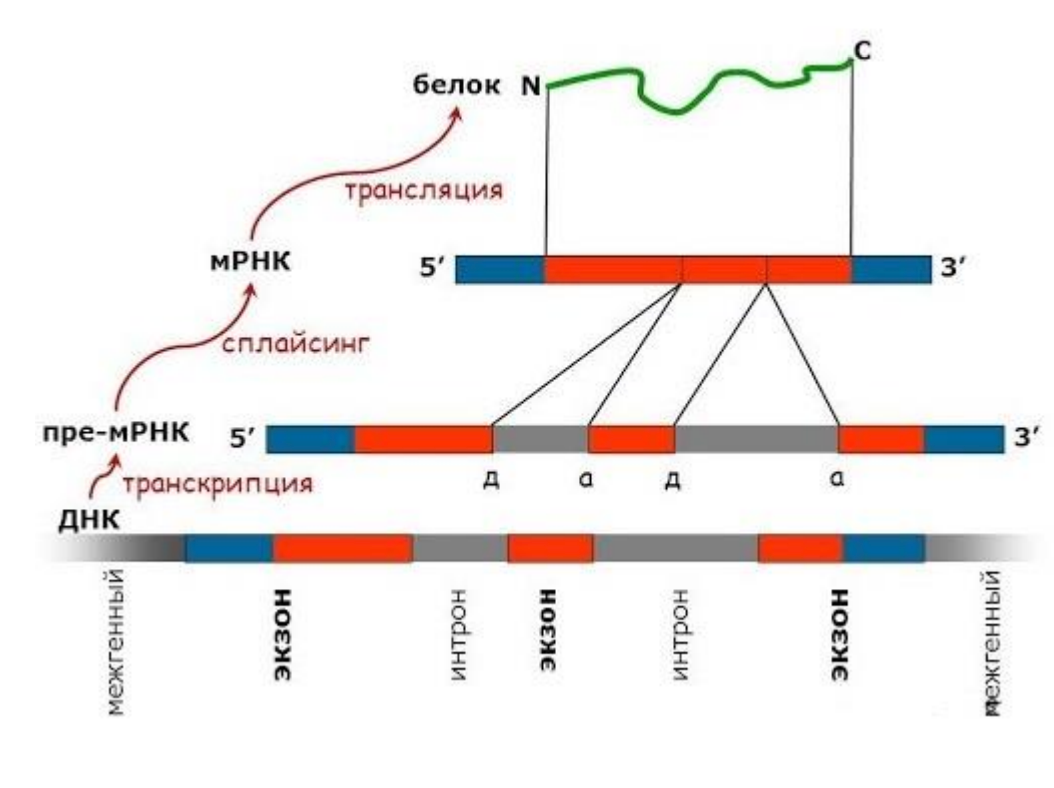 C
белок N
трансляция
мРНК 5′ 3′
сплайсинг
пре-мРНК 5′ 3′
д а д а
транскрипция
ДНК
межгенный
экзон
интрон
экзон
интрон
экзон
межгенный